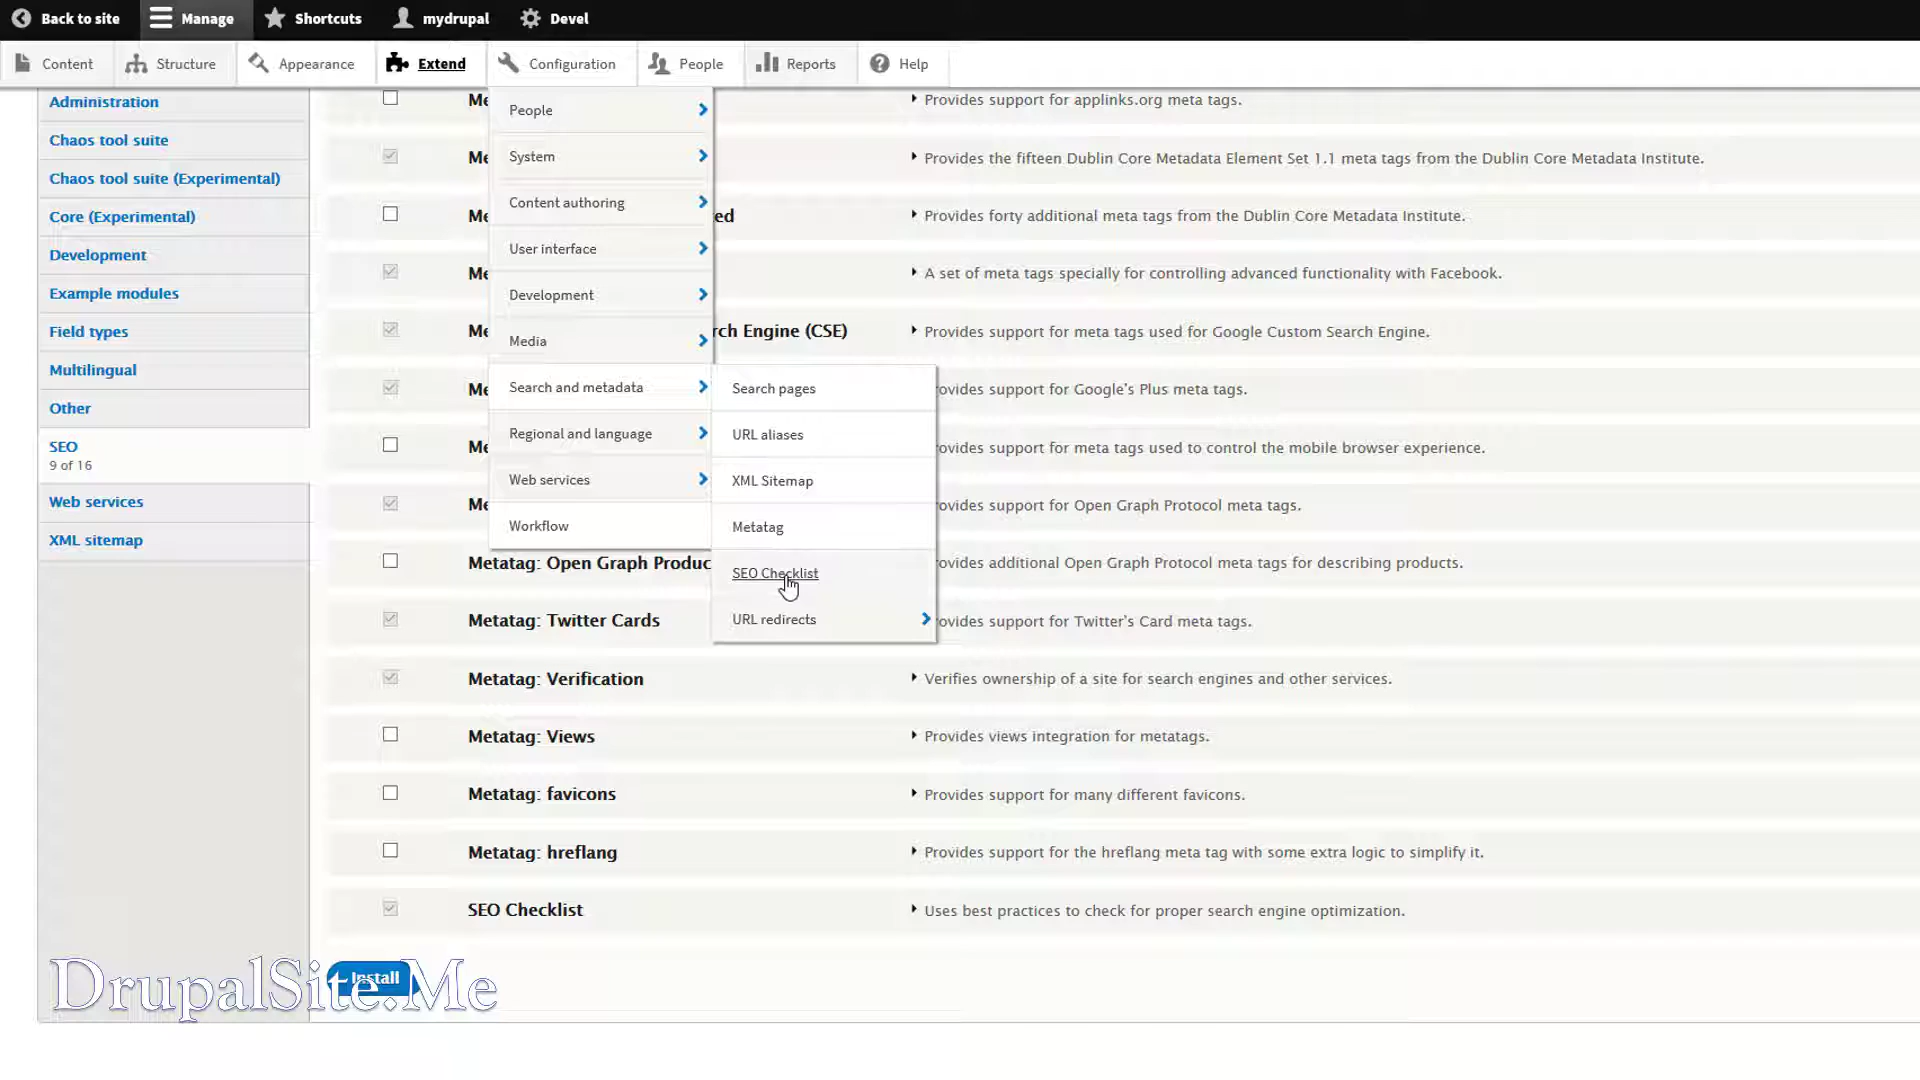 Back to site Manage Shortcuts mydrupal Devel
Content Structure Appearance Extend Configuration People Reports Help
Administration
Chaos tool suite
Chaos tool suite (Experimental)
Core (Experimental)
Development
Example modules
Field types
Multilingual
Other
SEO
9 of 16
Web services
XML sitemap
People
System
Content authoring
User interface
Development
Media
Search and metadata
Regional and language
Web services
Workflow
Search pages
URL aliases
XML Sitemap
Metatag
SEO Checklist
URL redirects
Me Provides support for applinks.org meta tags.
Me Provides the fifteen Dublin Core Metadata Element Set 1.1 meta tags from the Dublin Core Metadata Institute.
Me ed Provides forty additional meta tags from the Dublin Core Metadata Institute.
Me A set of meta tags specially for controlling advanced functionality with Facebook.
Me rch Engine (CSE) Provides support for meta tags used for Google Custom Search Engine.
Me ovides support for Google's Plus meta tags.
Me ovides support for meta tags used to control the mobile browser experience.
Me ovides support for Open Graph Protocol meta tags.
Metatag: Open Graph Produc ovides additional Open Graph Protocol meta tags for describing products.
Metatag: Twitter Cards ovides support for Twitter's Card meta tags.
Metatag: Verification Verifies ownership of a site for search engines and other services.
Metatag: Views Provides views integration for metatags.
Metatag: favicons Provides support for many different favicons.
Metatag: hreflang Provides support for the hreflang meta tag with some extra logic to simplify it.
SEO Checklist Uses best practices to check for proper search engine optimization.
Install
DrupalSite.Me